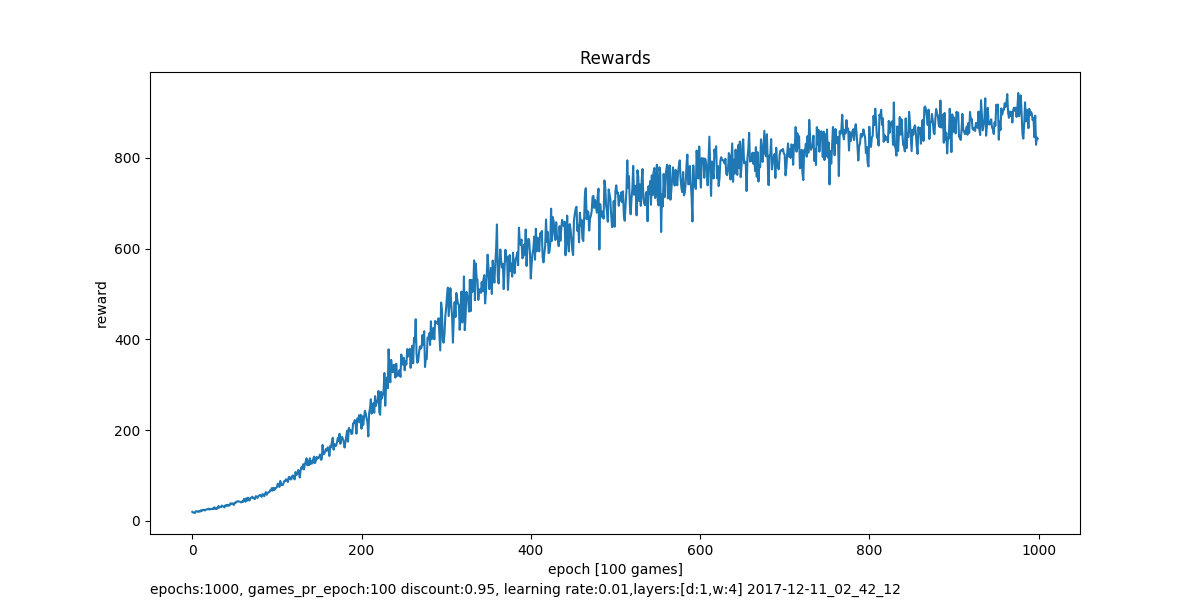 Rewards
800
600
400
200
0
reward
0 200 400 600 800 1000
epoch [100 games]
epochs:1000, games_pr_epoch:100 discount:0.95, learning rate:0.01,layers:[d:1,w:4] 2017-12-11_02_42_12